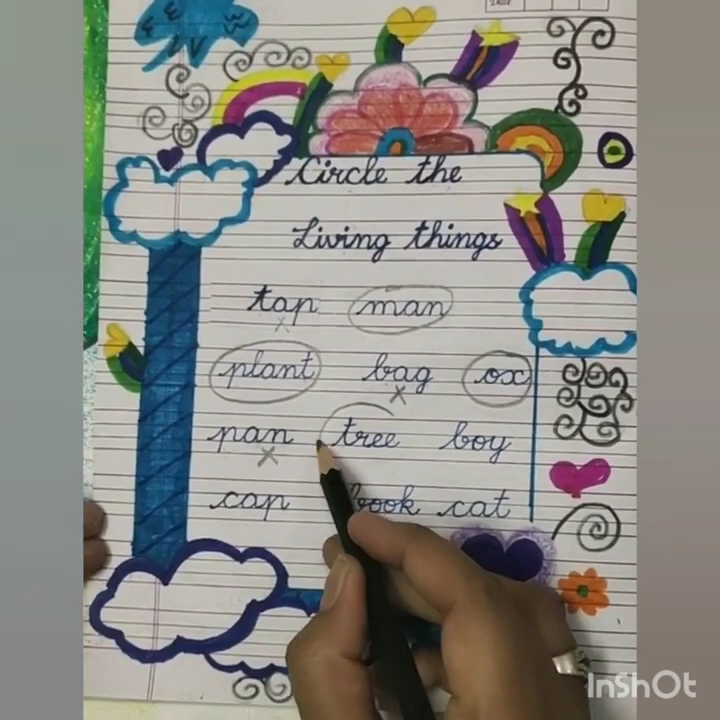 Circle the
Living things
tap man
plant bag ox
pan tree boy
cap book cat
InShOt